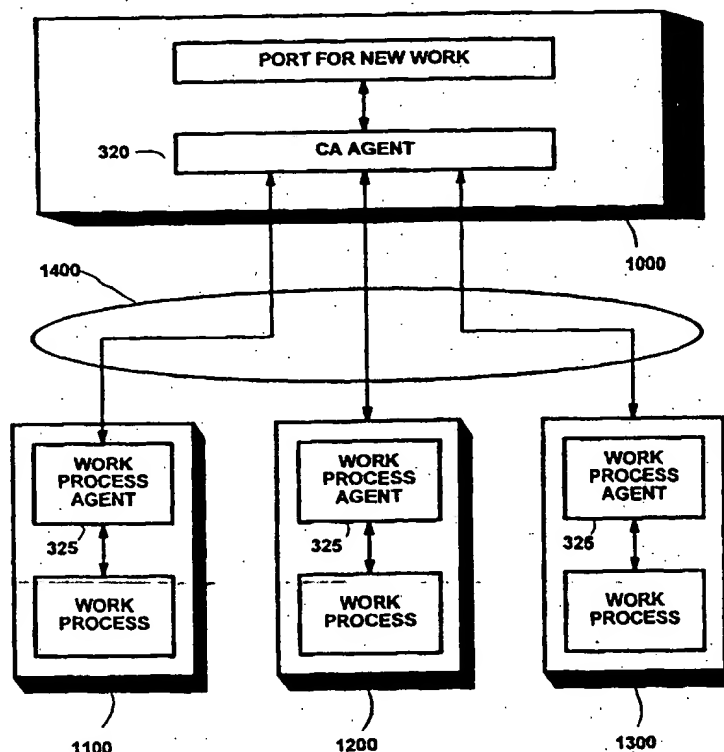 PORT FOR NEW WORK
320
CA AGENT
1000
1400
WORK
PROCESS
AGENT
325
WORK
PROCESS
1100
WORK
PROCESS
AGENT
325
WORK
PROCESS
1200
WORK
PROCESS
AGENT
325
WORK
PROCESS
1300